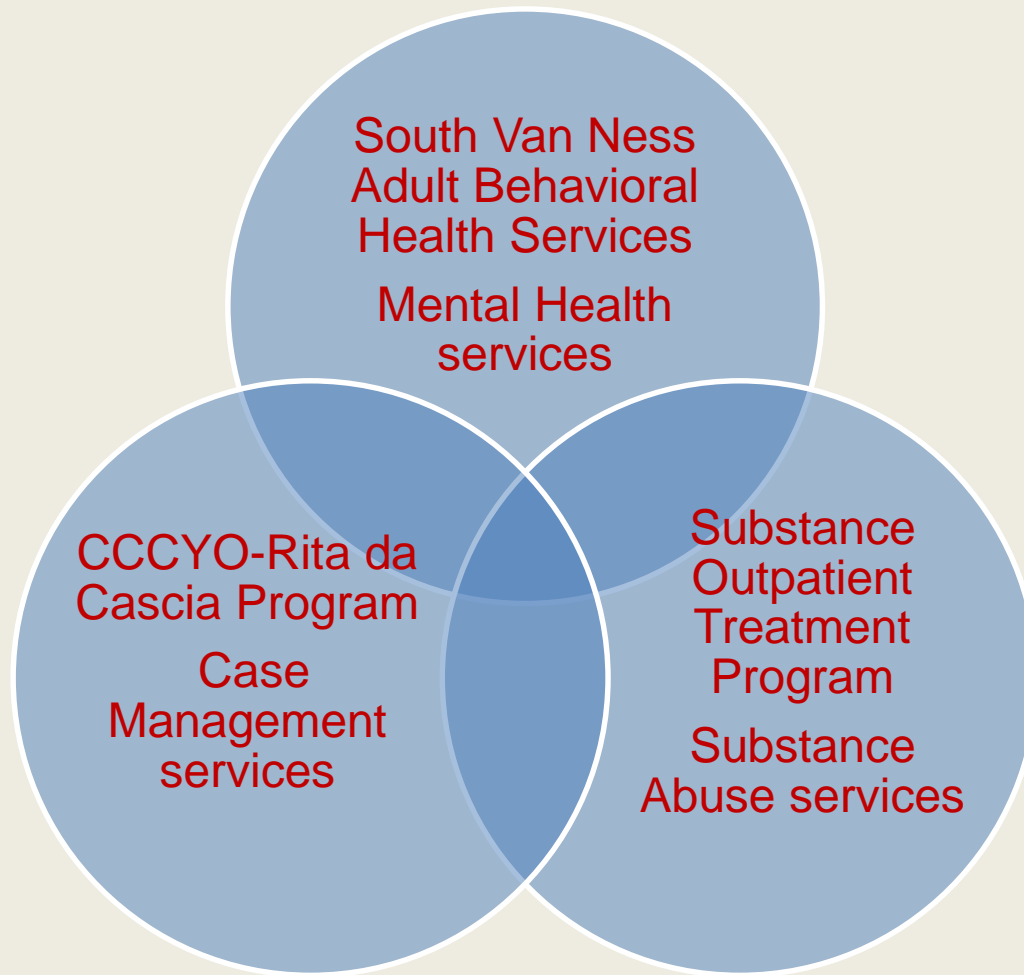 South Van Ness
Adult Behavioral
Health Services
Mental Health
services
CCCYO-Rita da
Cascia Program
Case
Management
services
Substance
Outpatient
Treatment
Program
Substance
Abuse services